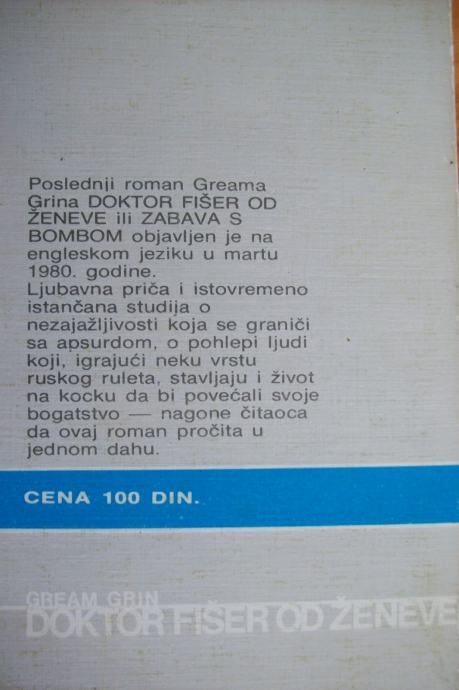 Poslednji roman Greama
Grina DOKTOR FIŠER OD
ŽENEVE ili ZABAVA S
BOMBOM objavljen je na
engleskom jeziku u martu
1980. godine.
Ljubavna priča i istovremeno
istančana studija o
nezajažljivosti koja se graniči
sa apsurdom, o pohlepi ljudi
koji, igrajući neku vrstu
ruskog ruleta, stavljaju i život
na kocku da bi povećali svoje
bogatstvo — nagone čitaoca
da ovaj roman pročita u
jednom dahu.
CENA 100 DIN.
GREAM GRIN
DOKTOR FIŠER OD ŽENEVE